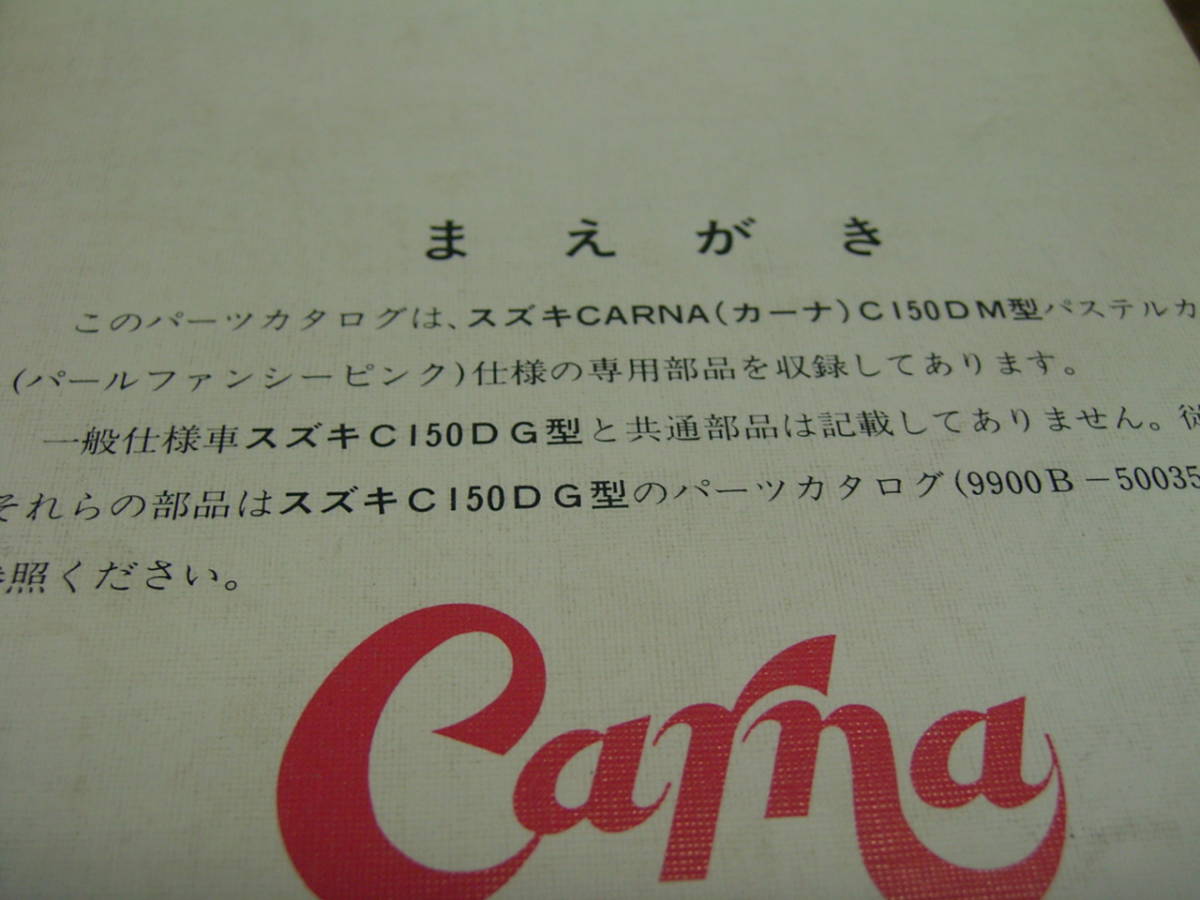 まえがき
このパーツカタログは、スズキCARNA(カーナ)CI50DM型パステルカ
(パールファンシーピンク)仕様の専用部品を収録してあります。
一般仕様車スズキCI50DG型と共通部品は記載してありません。従
それらの部品はスズキCI50DG型のパーツカタログ(9900B-50035
照ください。
Carna